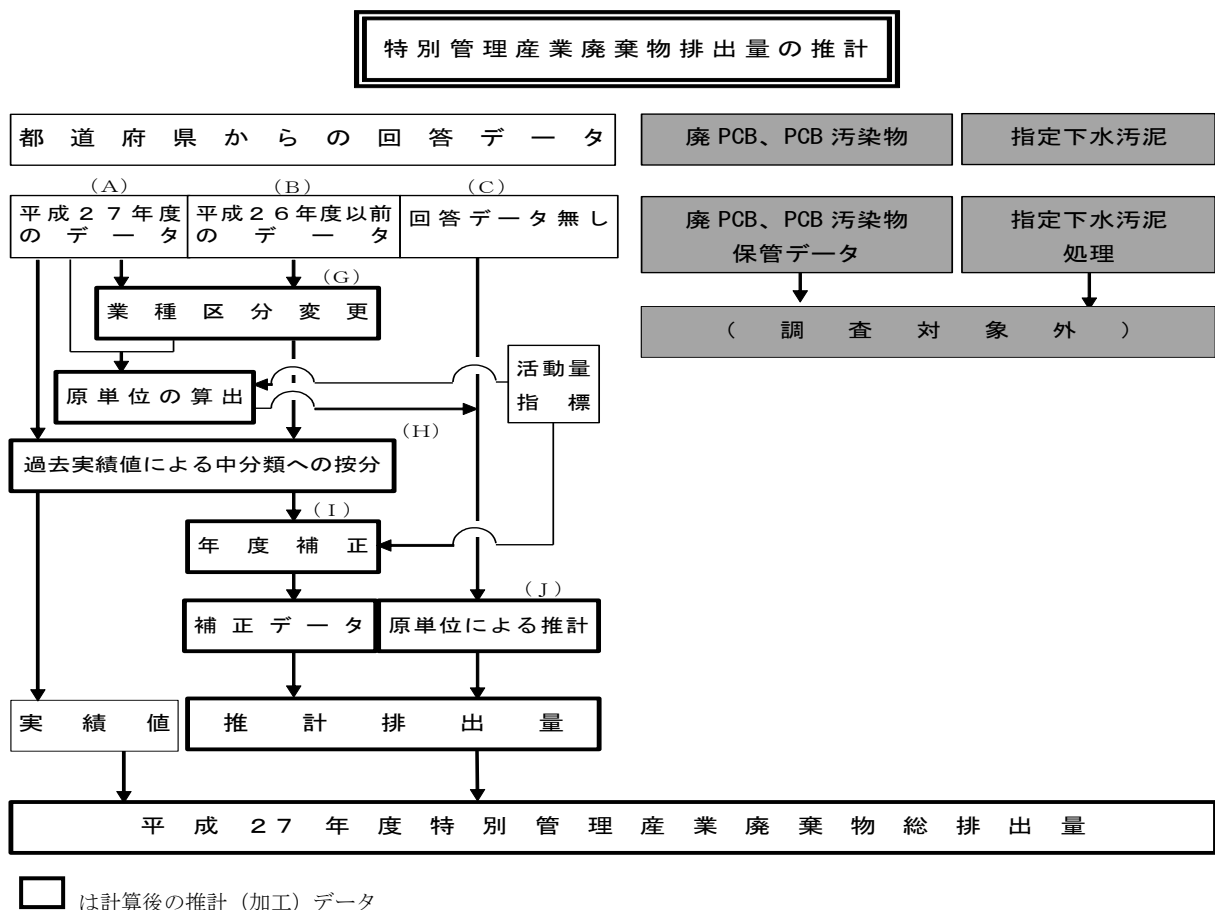 特別管理産業廃棄物排出量の推計
都道府県からの回答データ
廃PCB、PCB汚染物
指定下水汚泥
(A)
(B)
(C)
平成27年度
のデータ
平成26年度以前
のデータ
回答データ無し
廃PCB、PCB汚染物
保管データ
指定下水汚泥
処理
(G)
業種区分変更
(調査対象外)
原単位の算出
活動量
指標
(H)
過去実績値による中分類への按分
(I)
年度補正
(J)
補正データ
原単位による推計
実績値
推計排出量
平成27年度特別管理産業廃棄物総排出量
は計算後の推計(加工)データ